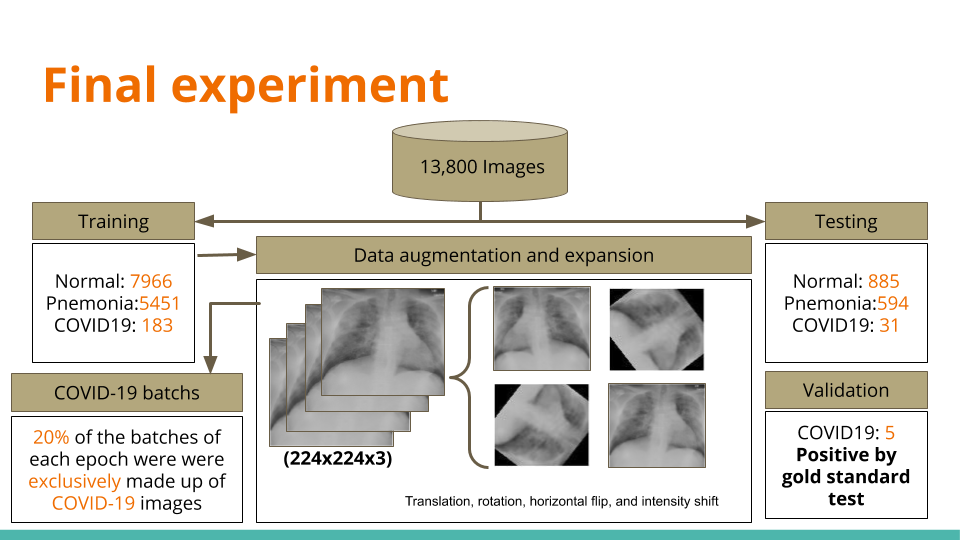 Final experiment
13,800 Images
Training
Testing
Data augmentation and expansion
Normal: 7966
Pnemonia:5451
COVID19: 183
Normal: 885
Pnemonia:594
COVID19: 31
COVID-19 batchs
Validation
20% of the batches of
each epoch were were
exclusively made up of
COVID-19 images
(224x224x3)
Translation, rotation, horizontal flip, and intensity shift
COVID19: 5
Positive by
gold standard
test